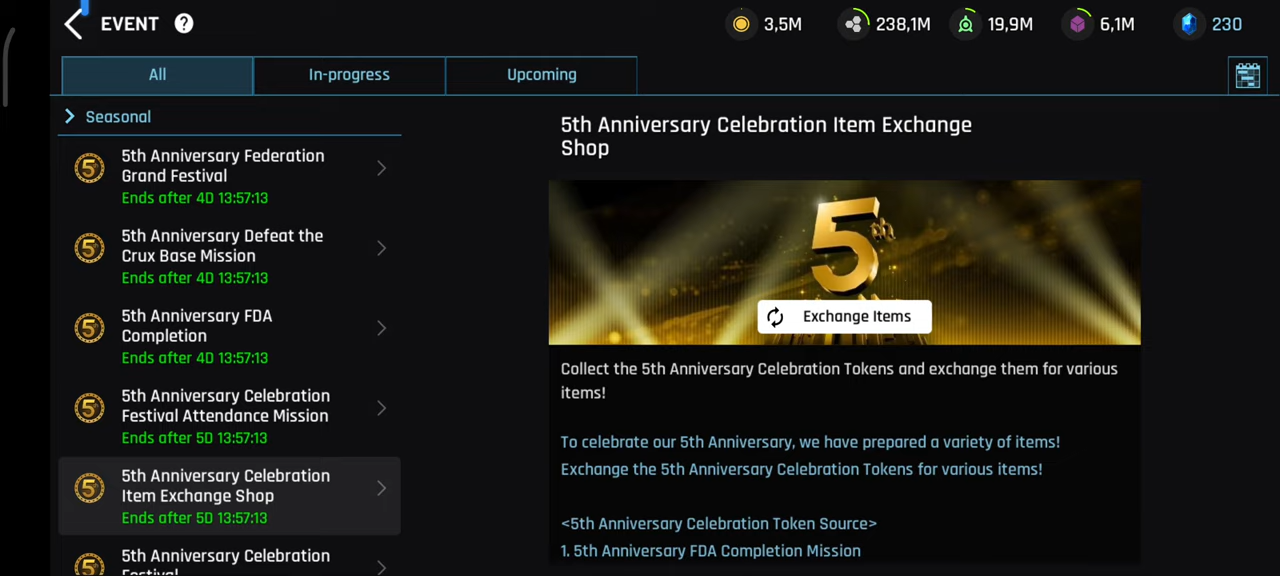 EVENT ?
3,5M
238,1M
19,9M
6,1M
230
All
In-progress
Upcoming
Seasonal
5th Anniversary Federation
Grand Festival
Ends after 4D 13:57:13
5th Anniversary Defeat the
Crux Base Mission
Ends after 4D 13:57:13
5th Anniversary FDA
Completion
Ends after 4D 13:57:13
5th Anniversary Celebration
Festival Attendance Mission
Ends after 5D 13:57:13
5th Anniversary Celebration
Item Exchange Shop
Ends after 5D 13:57:13
5th Anniversary Celebration
Festival
5th Anniversary Celebration Item Exchange
Shop
5th
Exchange Items
Collect the 5th Anniversary Celebration Tokens and exchange them for various
items!
To celebrate our 5th Anniversary, we have prepared a variety of items!
Exchange the 5th Anniversary Celebration Tokens for various items!
<5th Anniversary Celebration Token Source>
1. 5th Anniversary FDA Completion Mission